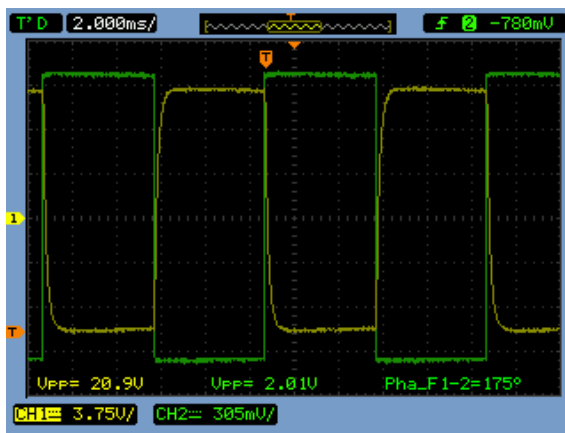 T'D 2.000ms/ T 2 -780mV
T
1
T
Vpp= 20.9V Vpp= 2.01V Pha_F1-2=175°
CH1 3.75V/ CH2 305mV/